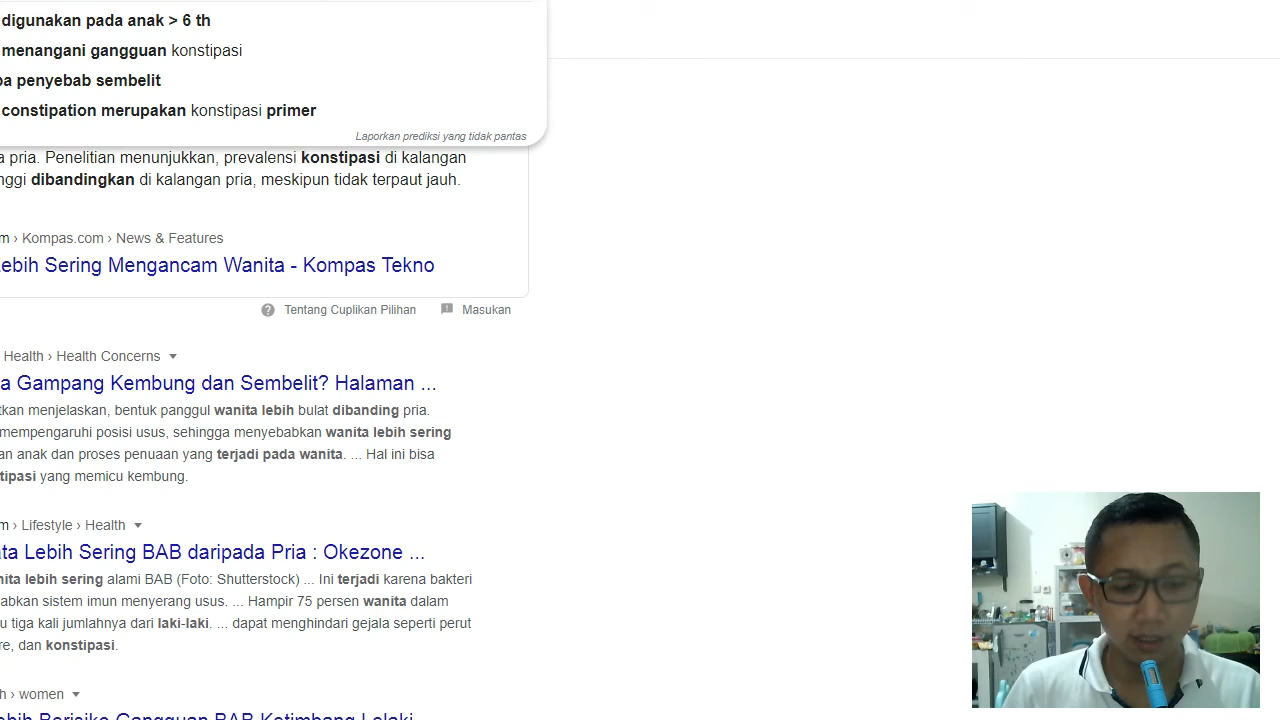 digunakan pada anak > 6 th
menangani gangguan konstipasi
penyebab sembelit
constipation merupakan konstipasi primer
Laporkan prediksi yang tidak pantas
pria. Penelitian menunjukkan, prevalensi konstipasi di kalangan
dibandingkan di kalangan pria, meskipun tidak terpaut jauh.
› Kompas.com › News & Features
Sering Mengancam Wanita - Kompas Tekno
Tentang Cuplikan Pilihan Masukan
Health › Health Concerns
Gampang Kembung dan Sembelit? Halaman ...
menjelaskan, bentuk panggul wanita lebih bulat dibanding pria.
mempengaruhi posisi usus, sehingga menyebabkan wanita lebih sering
anak dan proses penuaan yang terjadi pada wanita. ... Hal ini bisa
yang memicu kembung.
› Lifestyle › Health
Lebih Sering BAB daripada Pria : Okezone ...
lebih sering alami BAB (Foto: Shutterstock) ... Ini terjadi karena bakteri
sistem imun menyerang usus. ... Hampir 75 persen wanita dalam
tiga kali jumlahnya dari laki-laki. ... dapat menghindari gejala seperti perut
dan konstipasi.
› women
Berisiko Gangguan BAB Ketimbang Lelaki